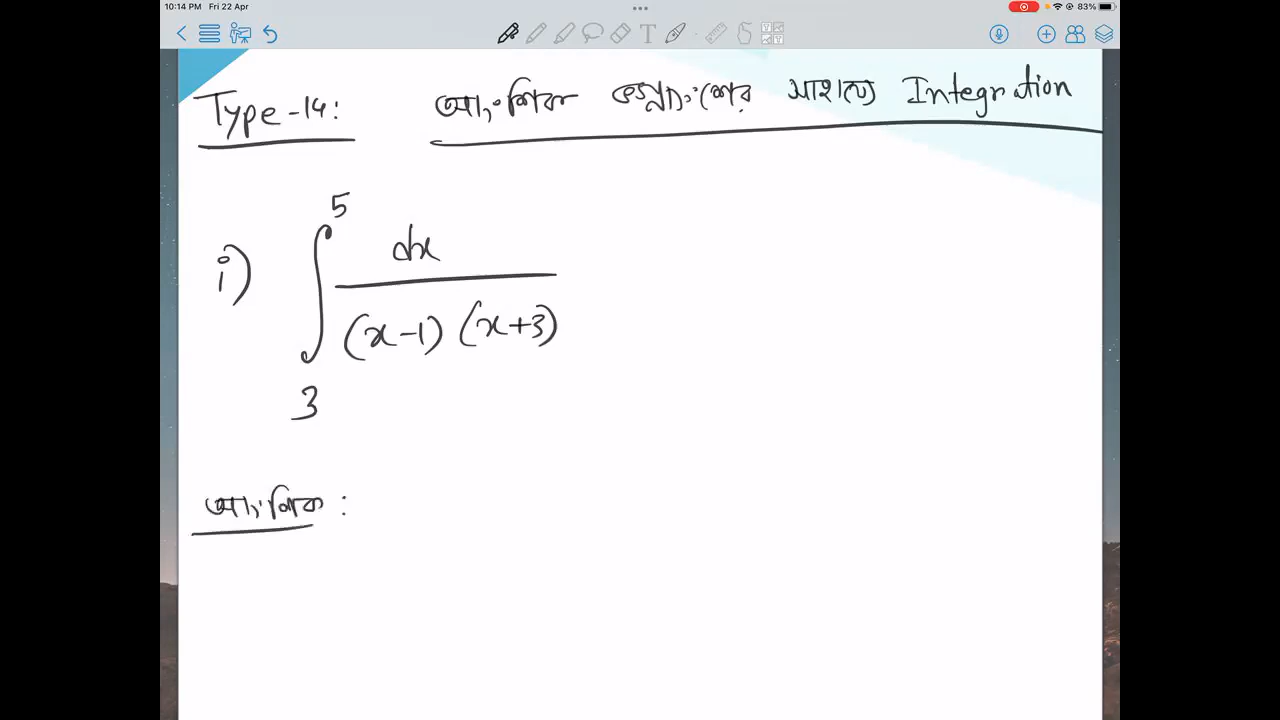 10:14 PM Fri 22 Apr
83%
Type-14: আংশিক ভগ্নাংশের সাহায্যে Integration
i) ∫₃⁵ dx / (x-1) (x+3)
আংশিক :